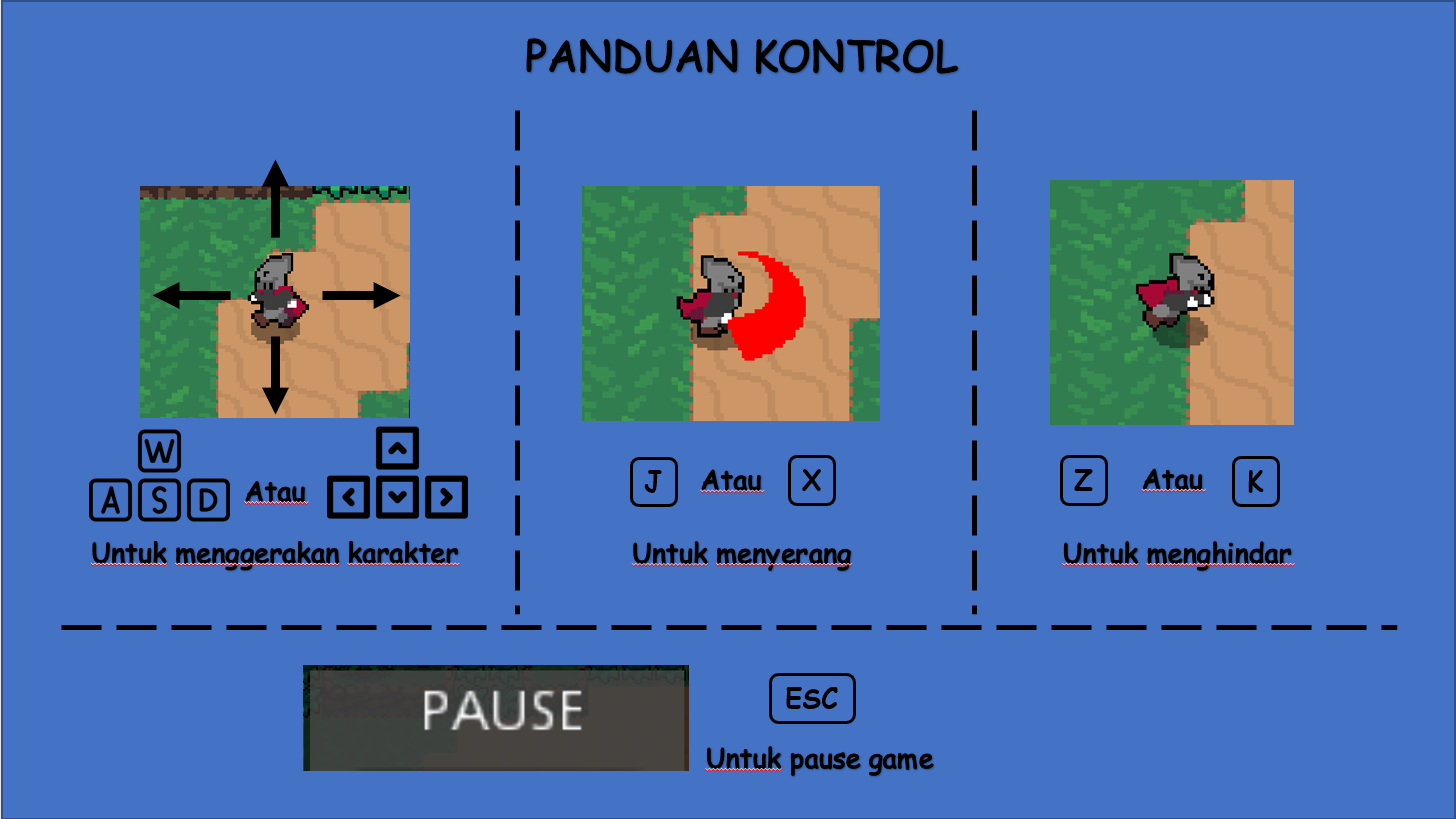 PANDUAN KONTROL
W
A S D Atau
Untuk menggerakan karakter
J Atau X
Untuk menyerang
Z Atau K
Untuk menghindar
PAUSE
ESC
Untuk pause game